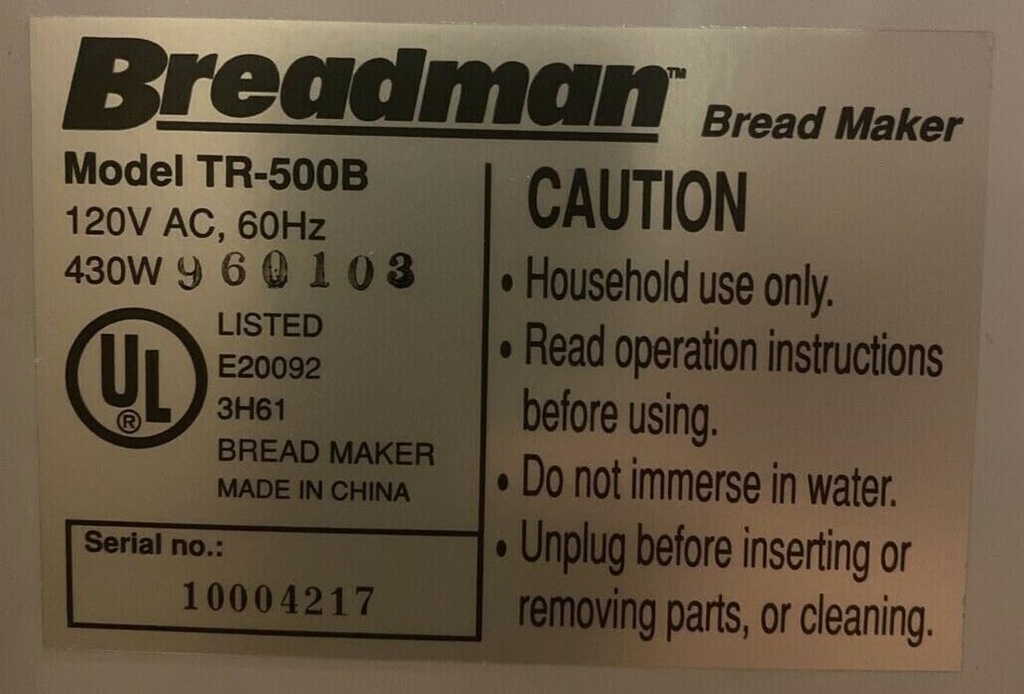 Breadman™ Bread Maker
Model TR-500B
120V AC, 60Hz
430W 960103
UL®
LISTED
E20092
3H61
BREAD MAKER
MADE IN CHINA
Serial no.:
10004217
CAUTION
• Household use only.
• Read operation instructions
before using.
• Do not immerse in water.
• Unplug before inserting or
removing parts, or cleaning.